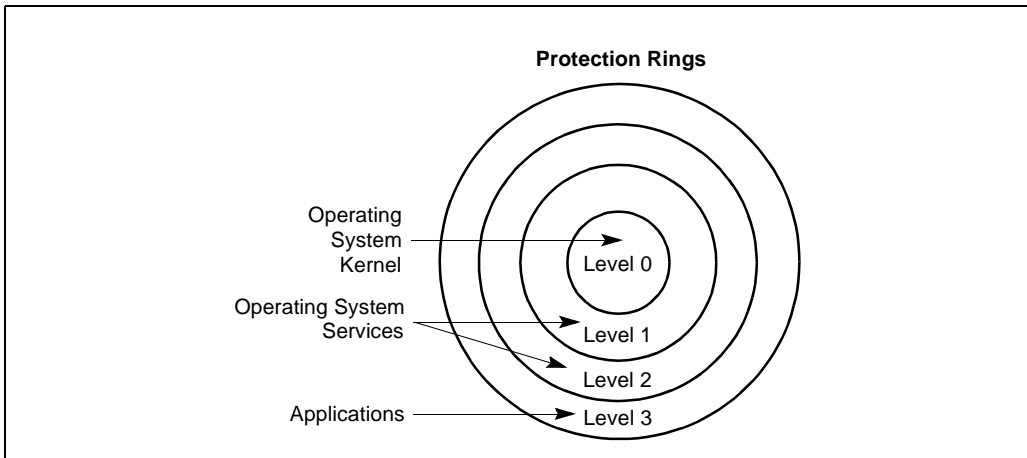 Protection Rings
Operating
System
Kernel
Level 0
Operating System
Services
Level 1
Level 2
Applications
Level 3